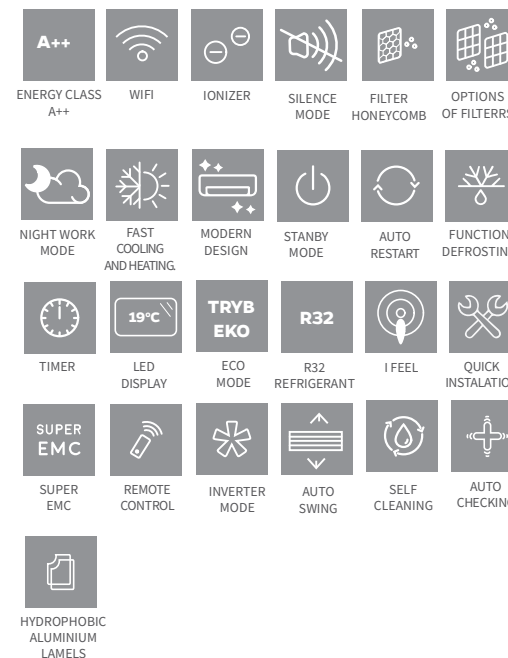 A++
ENERGY CLASS
A++
WIFI
IONIZER
SILENCE
MODE
FILTER
HONEYCOMB
OPTIONS
OF FILTERRS
NIGHT WORK
MODE
FAST
COOLING
AND HEATING.
MODERN
DESIGN
STANBY
MODE
AUTO
RESTART
FUNCTION
DEFROSTIN
TIMER
19°C
LED
DISPLAY
TRYB
EKO
ECO
MODE
R32
R32
REFRIGERANT
I FEEL
QUICK
INSTALATIO
SUPER
EMC
SUPER
EMC
REMOTE
CONTROL
INVERTER
MODE
AUTO
SWING
SELF
CLEANING
AUTO
CHECKIN
HYDROPHOBIC
ALUMINIUM
LAMELS